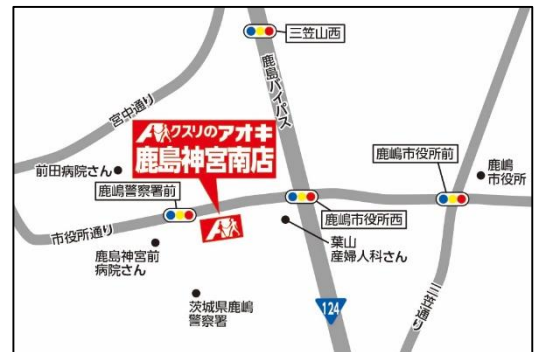 三笠山西
鹿島バイパス
宮中通り
クスリのアオキ
鹿島神宮南店
前田病院さん
鹿嶋警察署前
鹿嶋市役所前
鹿嶋
市役所
市役所通り
鹿嶋市役所西
鹿島神宮前
病院さん
葉山
産婦人科さん
茨城県鹿嶋
警察署
124
三笠通り